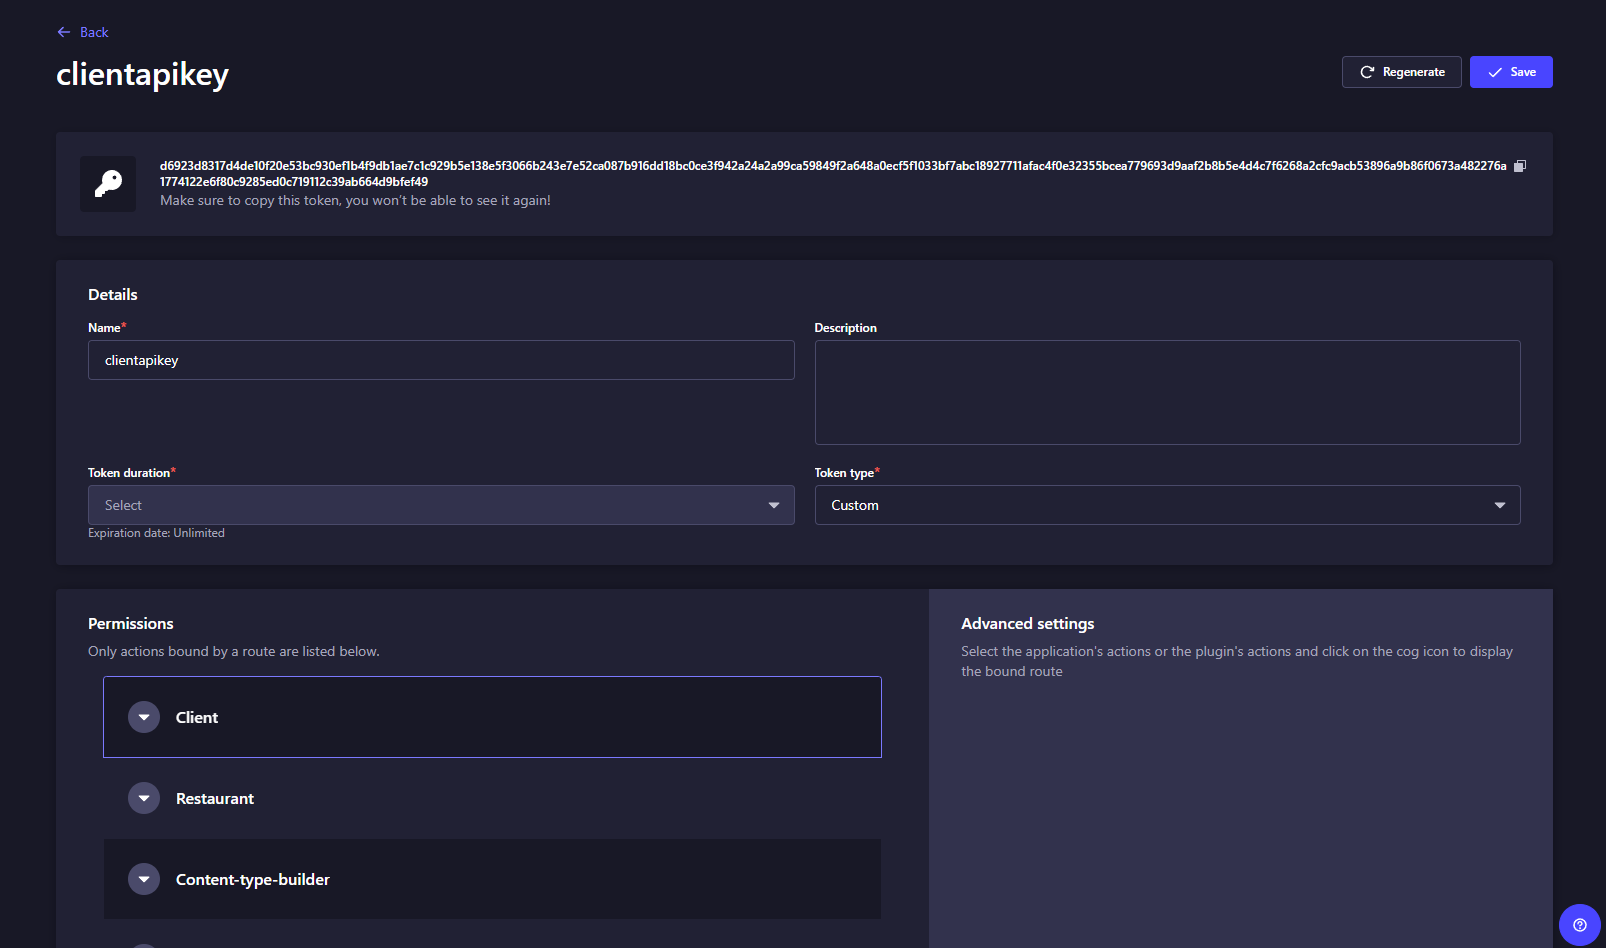 Back
clientapikey
Regenerate
Save
d6923d8317d4de10f20e53bc930ef1b4f9db1ae7c1c929b5e138e5f3066b243e7e52ca087b916dd18bc0ce3f942a24a2a99ca59849f2a648a0ecf5f1033bf7abc18927711afac4f0e32355bcea779693d9aaf2b8b5e4d4c7f6268a2cfc9acb53896a9b86f0673a482276a
1774122e6f80c9285ed0c719112c39ab664d9bfef49
Make sure to copy this token, you won't be able to see it again!
Details
Name*
Description
clientapikey
Token duration*
Token type*
Select
Custom
Expiration date: Unlimited
Permissions
Only actions bound by a route are listed below.
Advanced settings
Select the application's actions or the plugin's actions and click on the cog icon to display
the bound route
Client
Restaurant
Content-type-builder